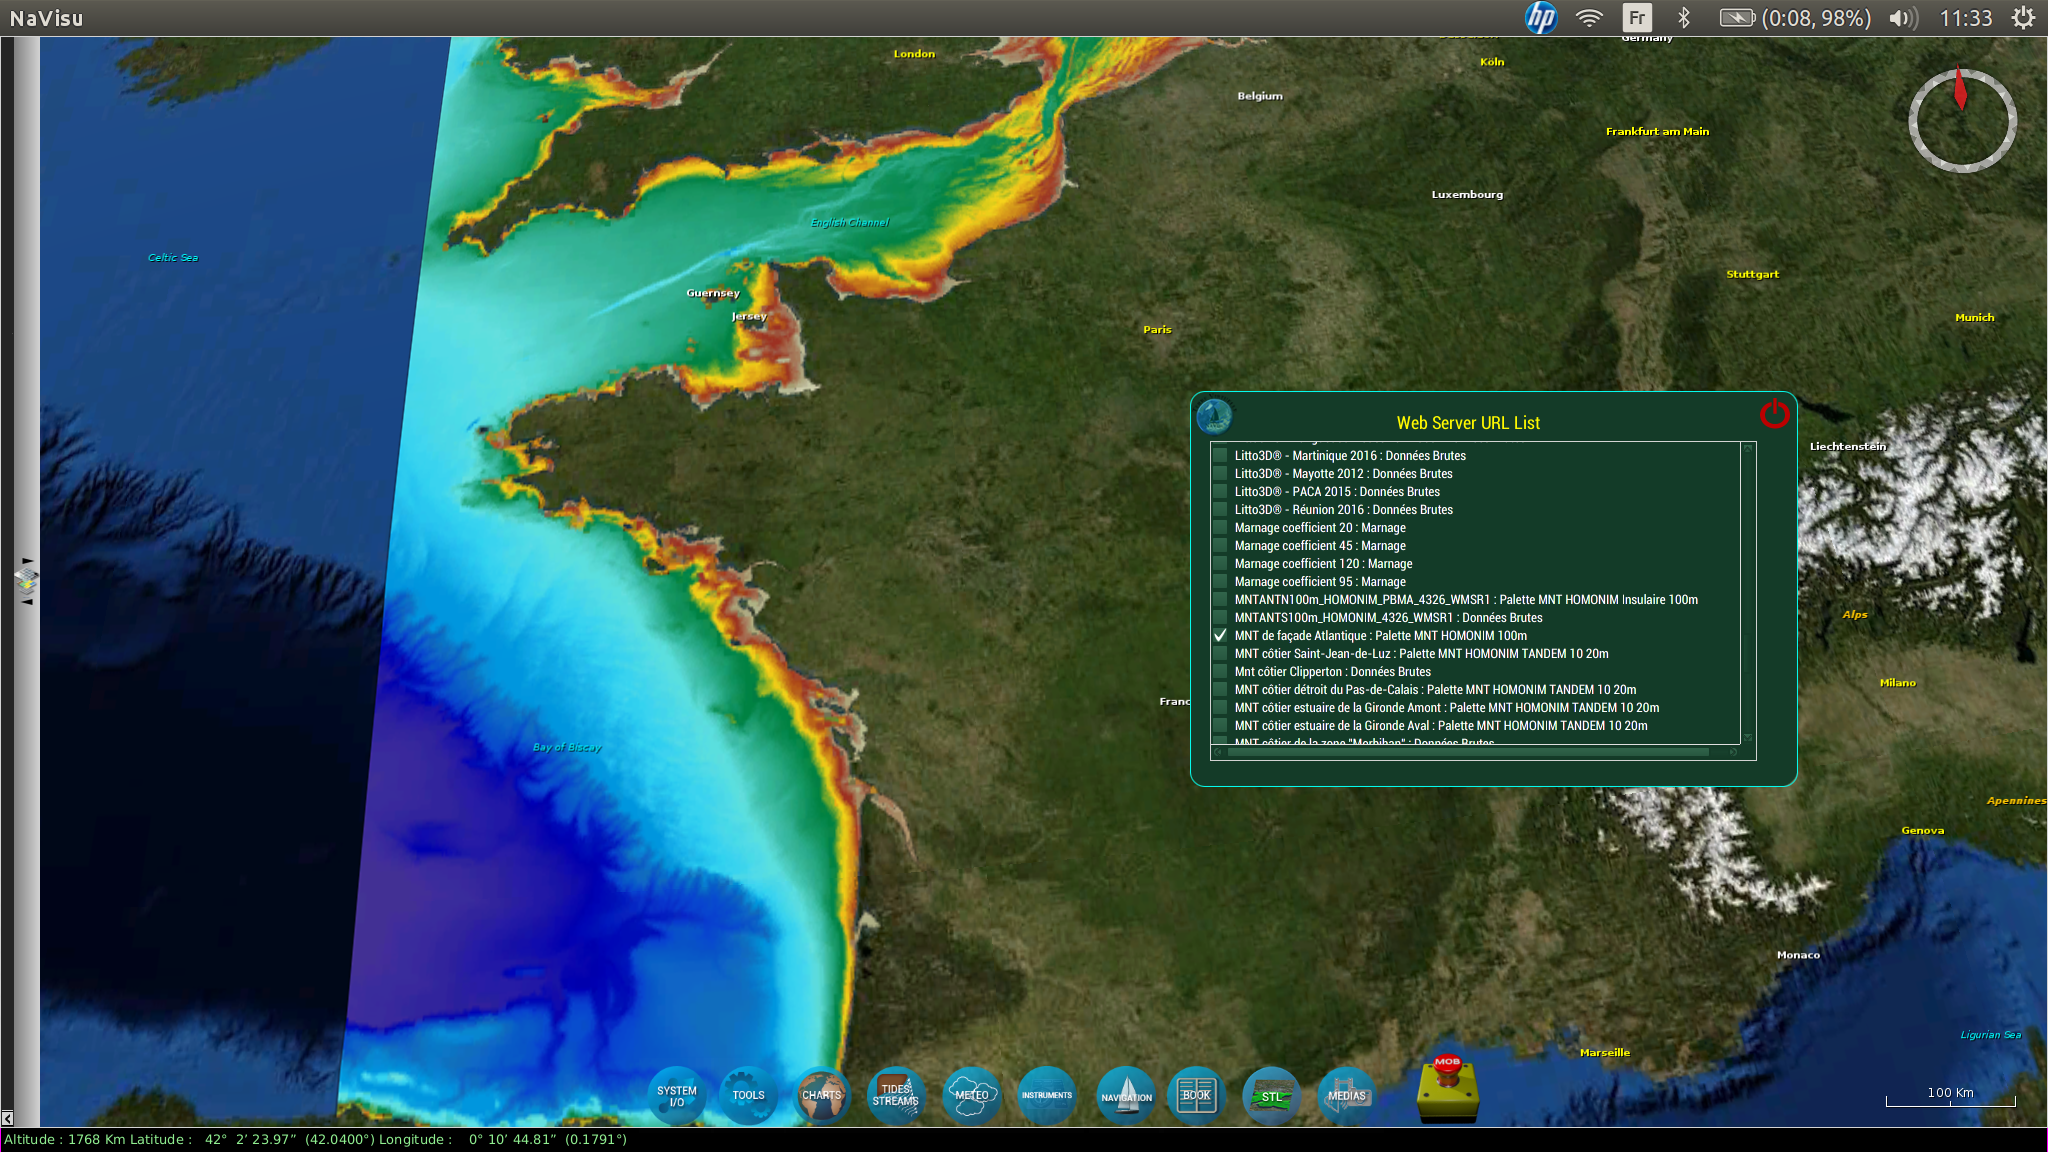 NaVisu
hp
Fr
(0:08, 98%)
11:33
London
Köln
Germany
Belgium
Frankfurt am Main
Luxembourg
English Channel
Celtic Sea
Stuttgart
Guernsey
Jersey
Munich
Paris
Web Server URL List
Liechtenstein
Litto3D® - Martinique 2016 : Données Brutes
Litto3D® - Mayotte 2012 : Données Brutes
Litto3D® - PACA 2015 : Données Brutes
Litto3D® - Réunion 2016 : Données Brutes
Marnage coefficient 20 : Marnage
Marnage coefficient 45 : Marnage
Marnage coefficient 120 : Marnage
Marnage coefficient 95 : Marnage
MNTANTN100m_HOMONIM_PBMA_4326_WMSR1 : Palette MNT HOMONIM Insulaire 100m
MNTANTS100m_HOMONIM_4326_WMSR1 : Données Brutes
MNT de façade Atlantique : Palette MNT HOMONIM 100m
MNT côtier Saint-Jean-de-Luz : Palette MNT HOMONIM TANDEM 10 20m
Mnt côtier Clipperton : Données Brutes
MNT côtier détroit du Pas-de-Calais : Palette MNT HOMONIM TANDEM 10 20m
MNT côtier estuaire de la Gironde Amont : Palette MNT HOMONIM TANDEM 10 20m
MNT côtier estuaire de la Gironde Aval : Palette MNT HOMONIM TANDEM 10 20m
MNT côtier de la zone "Morbihan" : Données Brutes
Alps
Milano
Franc
Bay of Biscay
Apennines
Genova
Monaco
Ligurian Sea
Marseille
100 Km
SYSTEM I/O
TOOLS
CHARTS
TIDES STREAMS
METEO
INSTRUMENTS
NAVIGATION
BOOK
STL
MEDIAS
MOB
Altitude : 1768 Km Latitude : 42° 2' 23.97" (42.0400°) Longitude : 0° 10' 44.81" (0.1791°)